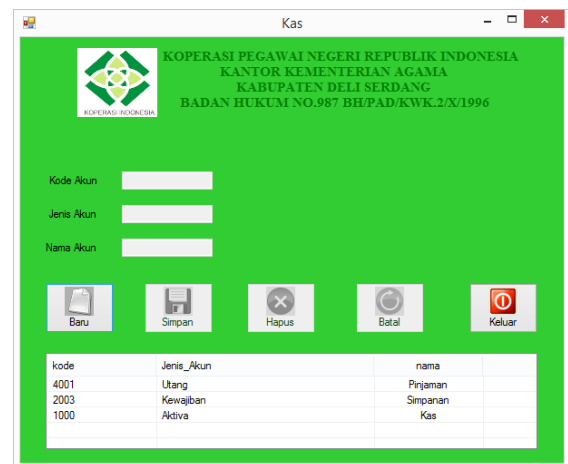 Kas
KOPERASI PEGAWAI NEGERI REPUBLIK INDONESIA
KANTOR KEMENTERIAN AGAMA
KABUPATEN DELI SERDANG
BADAN HUKUM NO.987 BH/PAD/KWK.2/X/1996
KOPERASI INDONESIA
Kode Akun
Jenis Akun
Nama Akun
Baru Simpan Hapus Batal Keluar
kode Jenis_Akun nama
4001 Utang Pinjaman
2003 Kewajiban Simpanan
1000 Aktiva Kas